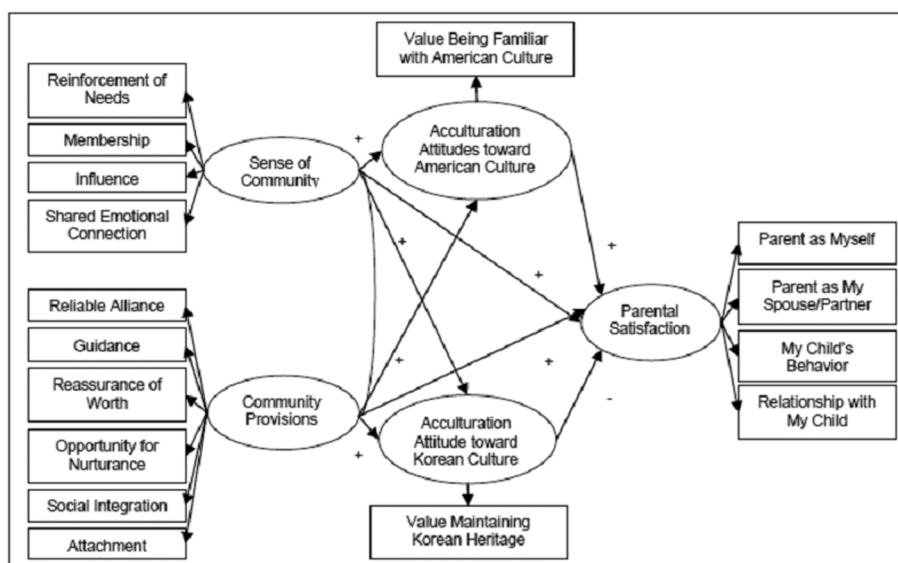 Value Being Familiar
with American Culture
Reinforcement of
Needs
Membership
Influence
Shared Emotional
Connection
Sense of
Community
Acculturation
Attitudes toward
American Culture
+
+
+
+
+
+
+
-
Reliable Alliance
Guidance
Reassurance of
Worth
Opportunity for
Nurturance
Social Integration
Attachment
Community
Provisions
Acculturation
Attitude toward
Korean Culture
Value Maintaining
Korean Heritage
Parental
Satisfaction
Parent as Myself
Parent as My
Spouse/Partner
My Child's
Behavior
Relationship with
My Child